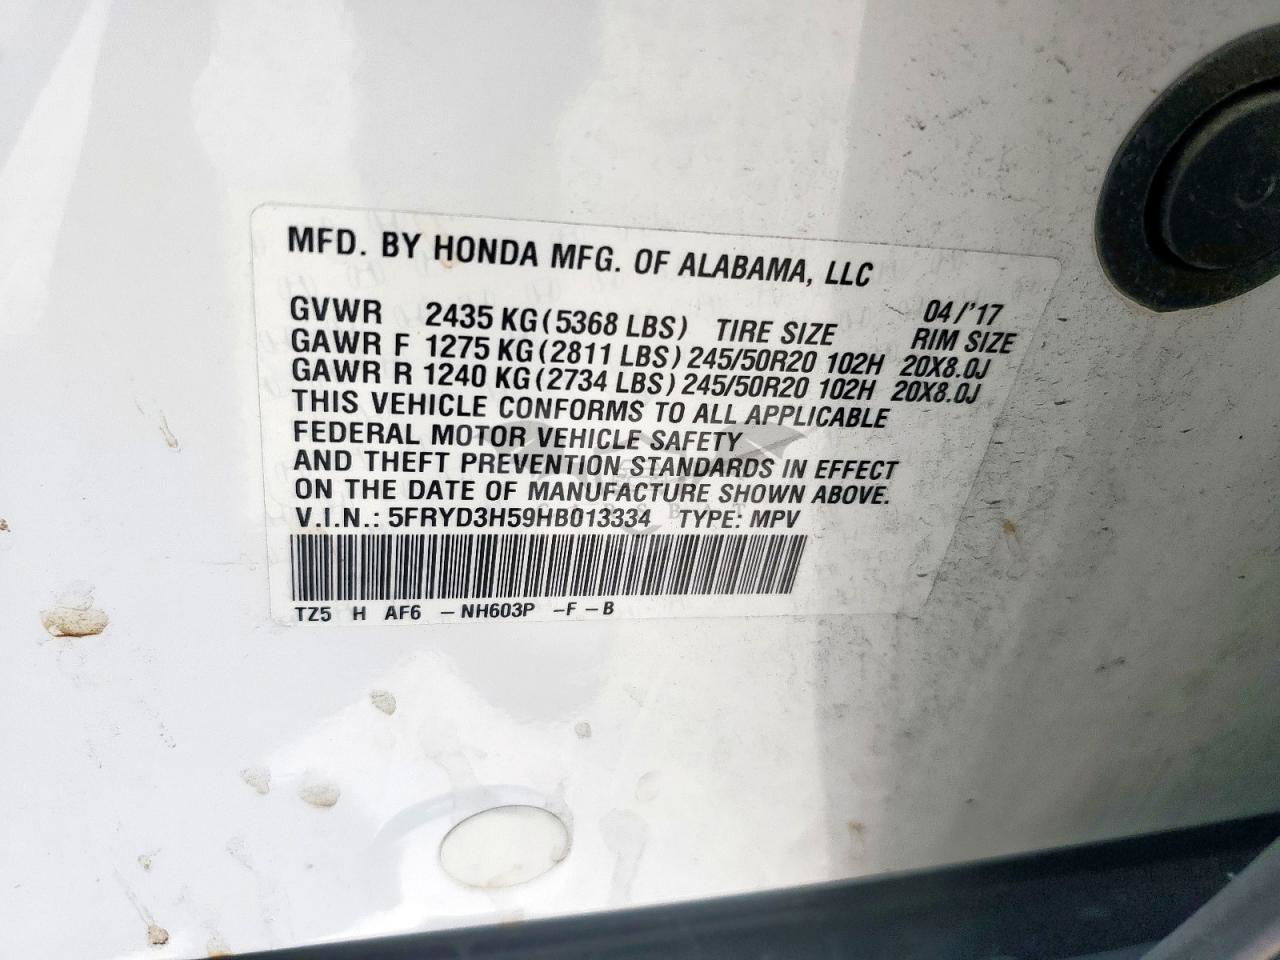 MFD. BY HONDA MFG. OF ALABAMA, LLC
04/'17
GVWR 2435 KG (5368 LBS) TIRE SIZE RIM SIZE
GAWR F 1275 KG (2811 LBS) 245/50R20 102H 20X8.0J
GAWR R 1240 KG (2734 LBS) 245/50R20 102H 20X8.0J
THIS VEHICLE CONFORMS TO ALL APPLICABLE
FEDERAL MOTOR VEHICLE SAFETY
AND THEFT PREVENTION STANDARDS IN EFFECT
ON THE DATE OF MANUFACTURE SHOWN ABOVE.
V.I.N.: 5FRYD3H59HB013334 TYPE: MPV
TZ5 H AF6 –NH603P –F–B